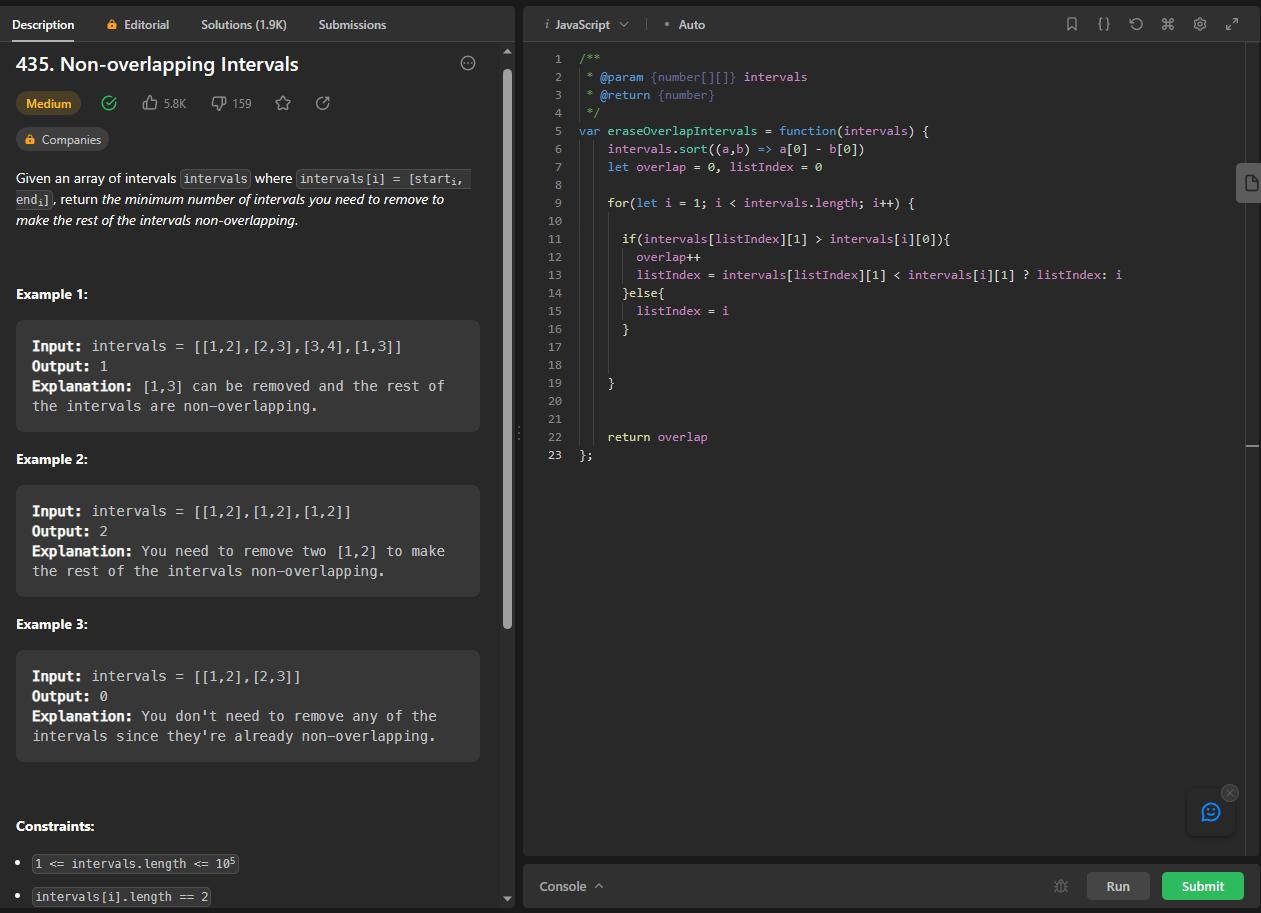 Description Editorial Solutions (1.9K) Submissions
435. Non-overlapping Intervals
Medium 5.8K 159
Companies
Given an array of intervals intervals where intervals[i] = [starti,
endi], return the minimum number of intervals you need to remove to
make the rest of the intervals non-overlapping.
Example 1:
Input: intervals = [[1,2],[2,3],[3,4],[1,3]]
Output: 1
Explanation: [1,3] can be removed and the rest of
the intervals are non-overlapping.
Example 2:
Input: intervals = [[1,2],[1,2],[1,2]]
Output: 2
Explanation: You need to remove two [1,2] to make
the rest of the intervals non-overlapping.
Example 3:
Input: intervals = [[1,2],[2,3]]
Output: 0
Explanation: You don't need to remove any of the
intervals since they're already non-overlapping.
Constraints:
• 1 <= intervals.length <= 10⁵
• intervals[i].length == 2
i JavaScript • Auto
1 /**
2  * @param {number[][]} intervals
3  * @return {number}
4  */
5 var eraseOverlapIntervals = function(intervals) {
6     intervals.sort((a,b) => a[0] - b[0])
7     let overlap = 0, listIndex = 0
8
9     for(let i = 1; i < intervals.length; i++) {
10
11       if(intervals[listIndex][1] > intervals[i][0]){
12         overlap++
13         listIndex = intervals[listIndex][1] < intervals[i][1] ? listIndex: i
14       }else{
15         listIndex = i
16       }
17
18
19     }
20
21
22     return overlap
23 };
Console Run Submit